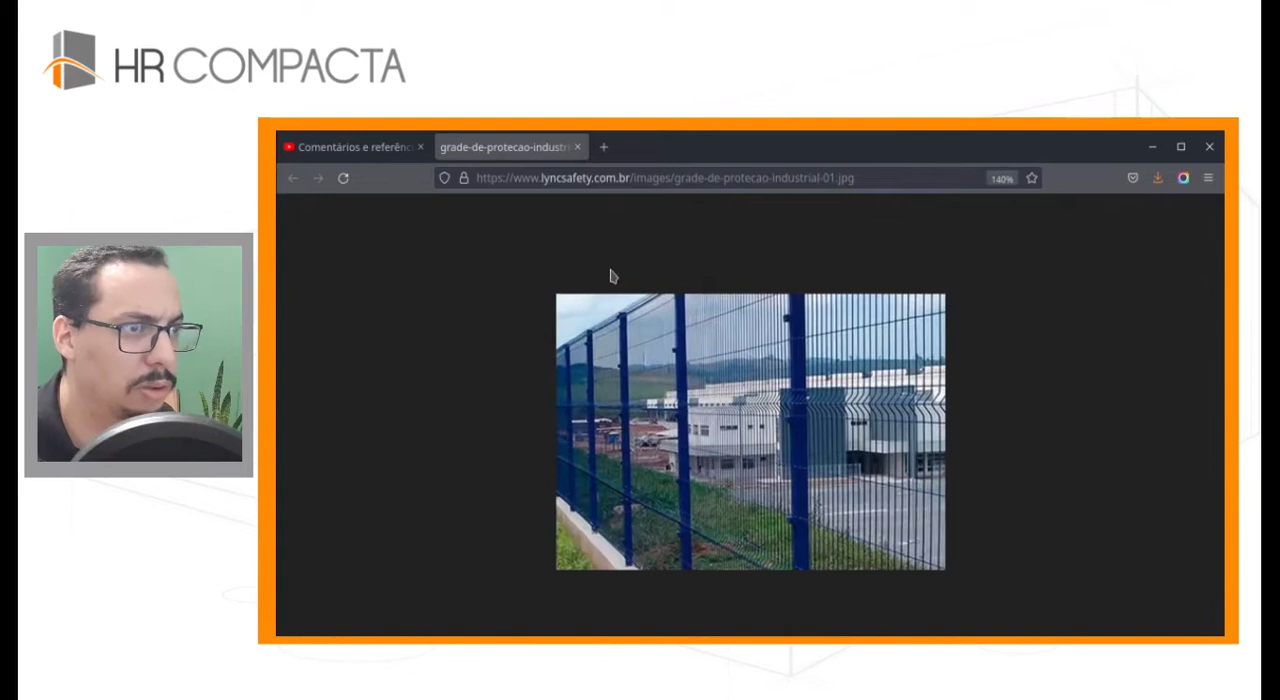 HR COMPACTA
Comentários e referênc
grade-de-protecao-industri
https://www.lyncsafety.com.br/images/grade-de-protecao-industrial-01.jpg
140%